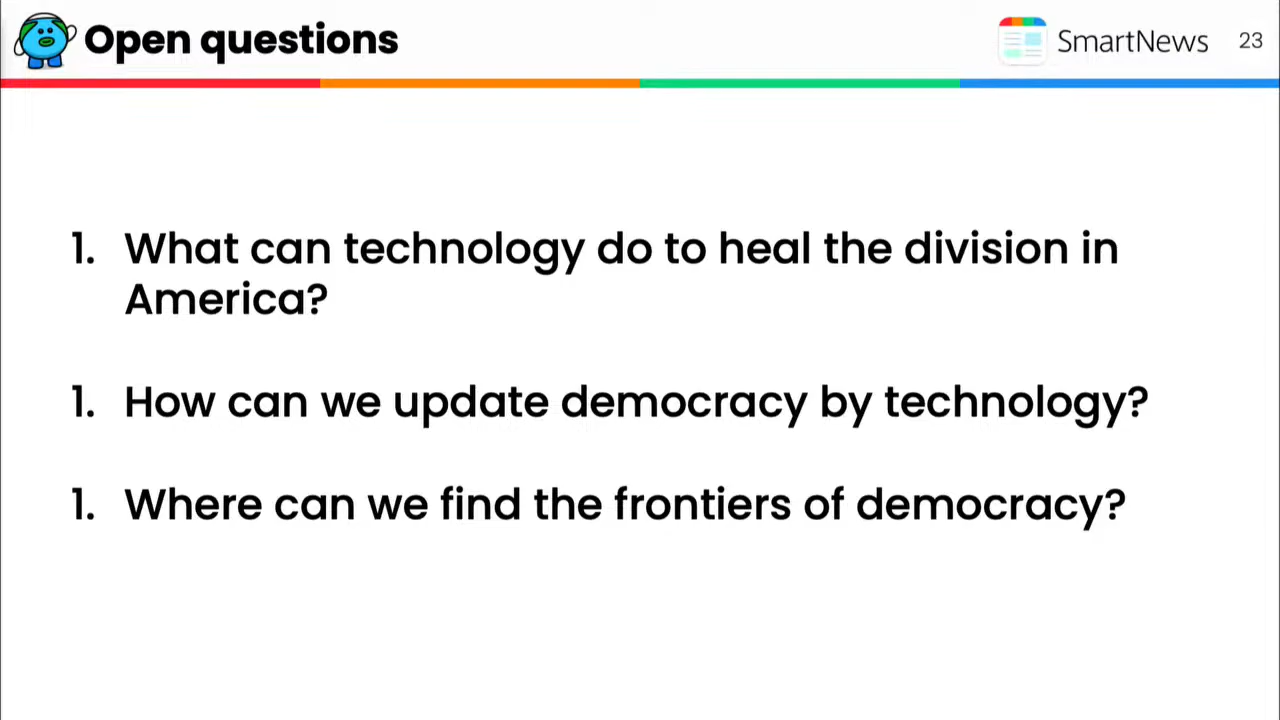 Open questions
SmartNews 23
1. What can technology do to heal the division in
America?
1. How can we update democracy by technology?
1. Where can we find the frontiers of democracy?